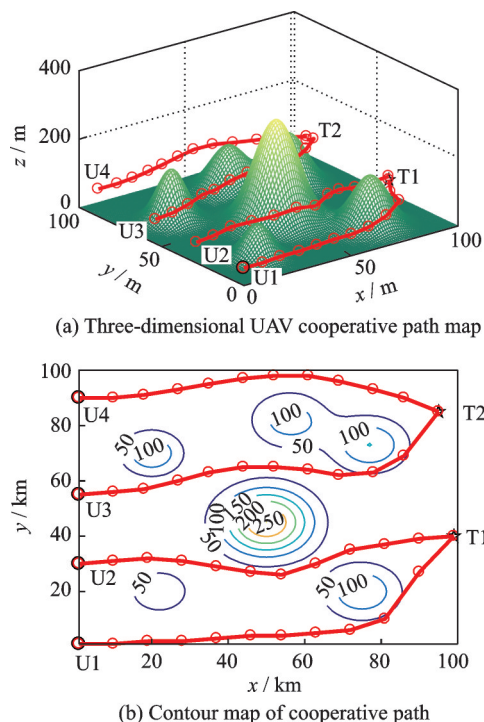 400
200
0
z / m
100
50
0
y / m
0
50
100
x / m
U4
U3
U2
U1
T2
T1
(a) Three-dimensional UAV cooperative path map
100
80
60
40
20
y / km
0
20
40
60
80
100
x / km
U4
U3
U2
U1
T2
T1
50
100
100
50
100
50
100
150
200
250
50
50
100
(b) Contour map of cooperative path